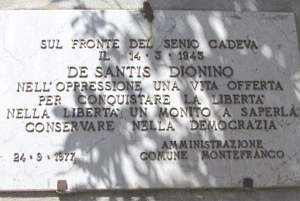 SUL FRONTE DEL SENIO CADEVA
IL 14-3-1945
DE SANTIS DIONINO
NELL'OPPRESSIONE UNA VITA OFFERTA
PER CONQUISTARE LA LIBERTA'
NELLA LIBERTA', UN MONITO A SAPERLA
CONSERVARE NELLA DEMOCRAZIA
AMMINISTRAZIONE
24-9-1977 COMUNE MONTEFRANCO